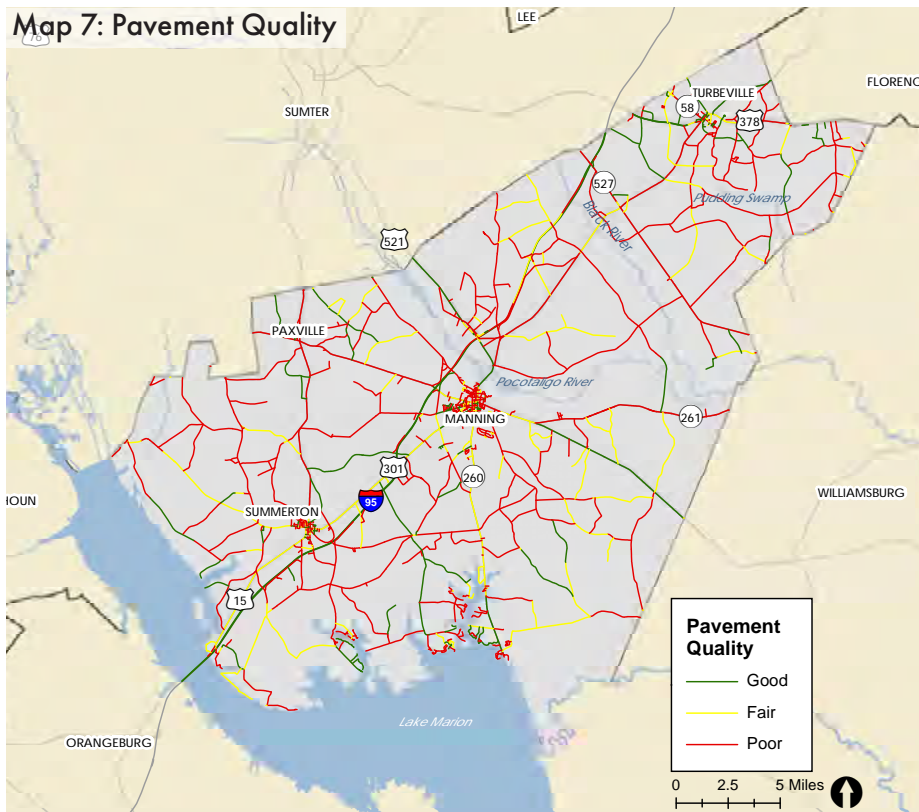 Map 7: Pavement Quality
76
LEE
FLORENC
SUMTER
TURBEVILLE
58
378
527
Pudding Swamp
Black River
521
PAXVILLE
Pocotaligo River
MANNING
261
301
260
95
SUMMERTON
WILLIAMSBURG
HOUN
15
Lake Marion
ORANGEBURG
Pavement
Quality
Good
Fair
Poor
0 2.5 5 Miles